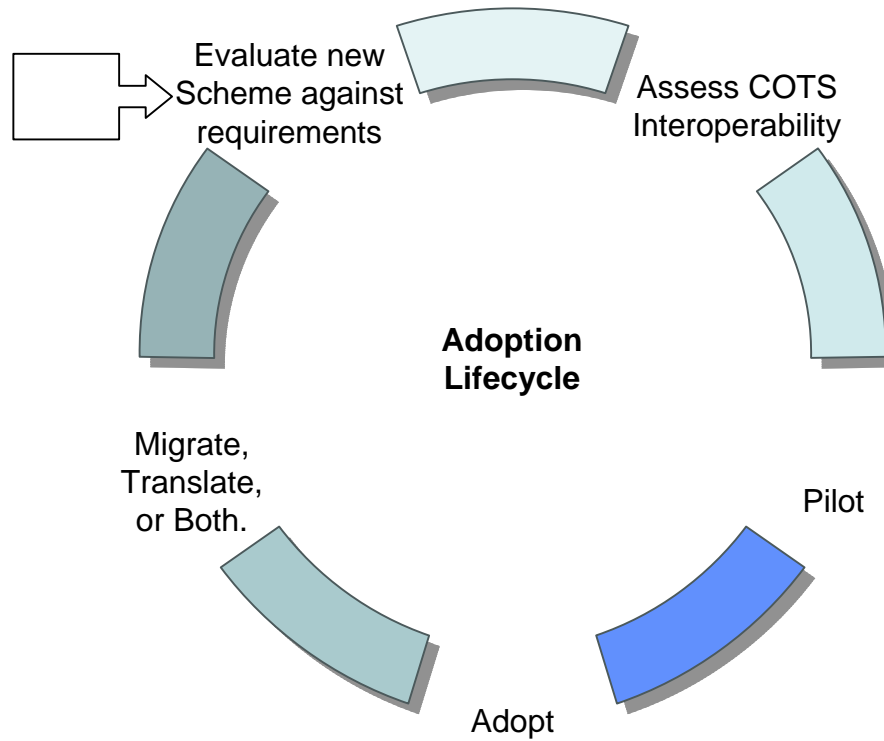 Evaluate new
Scheme against
requirements
Assess COTS
Interoperability
Adoption
Lifecycle
Migrate,
Translate,
or Both.
Pilot
Adopt